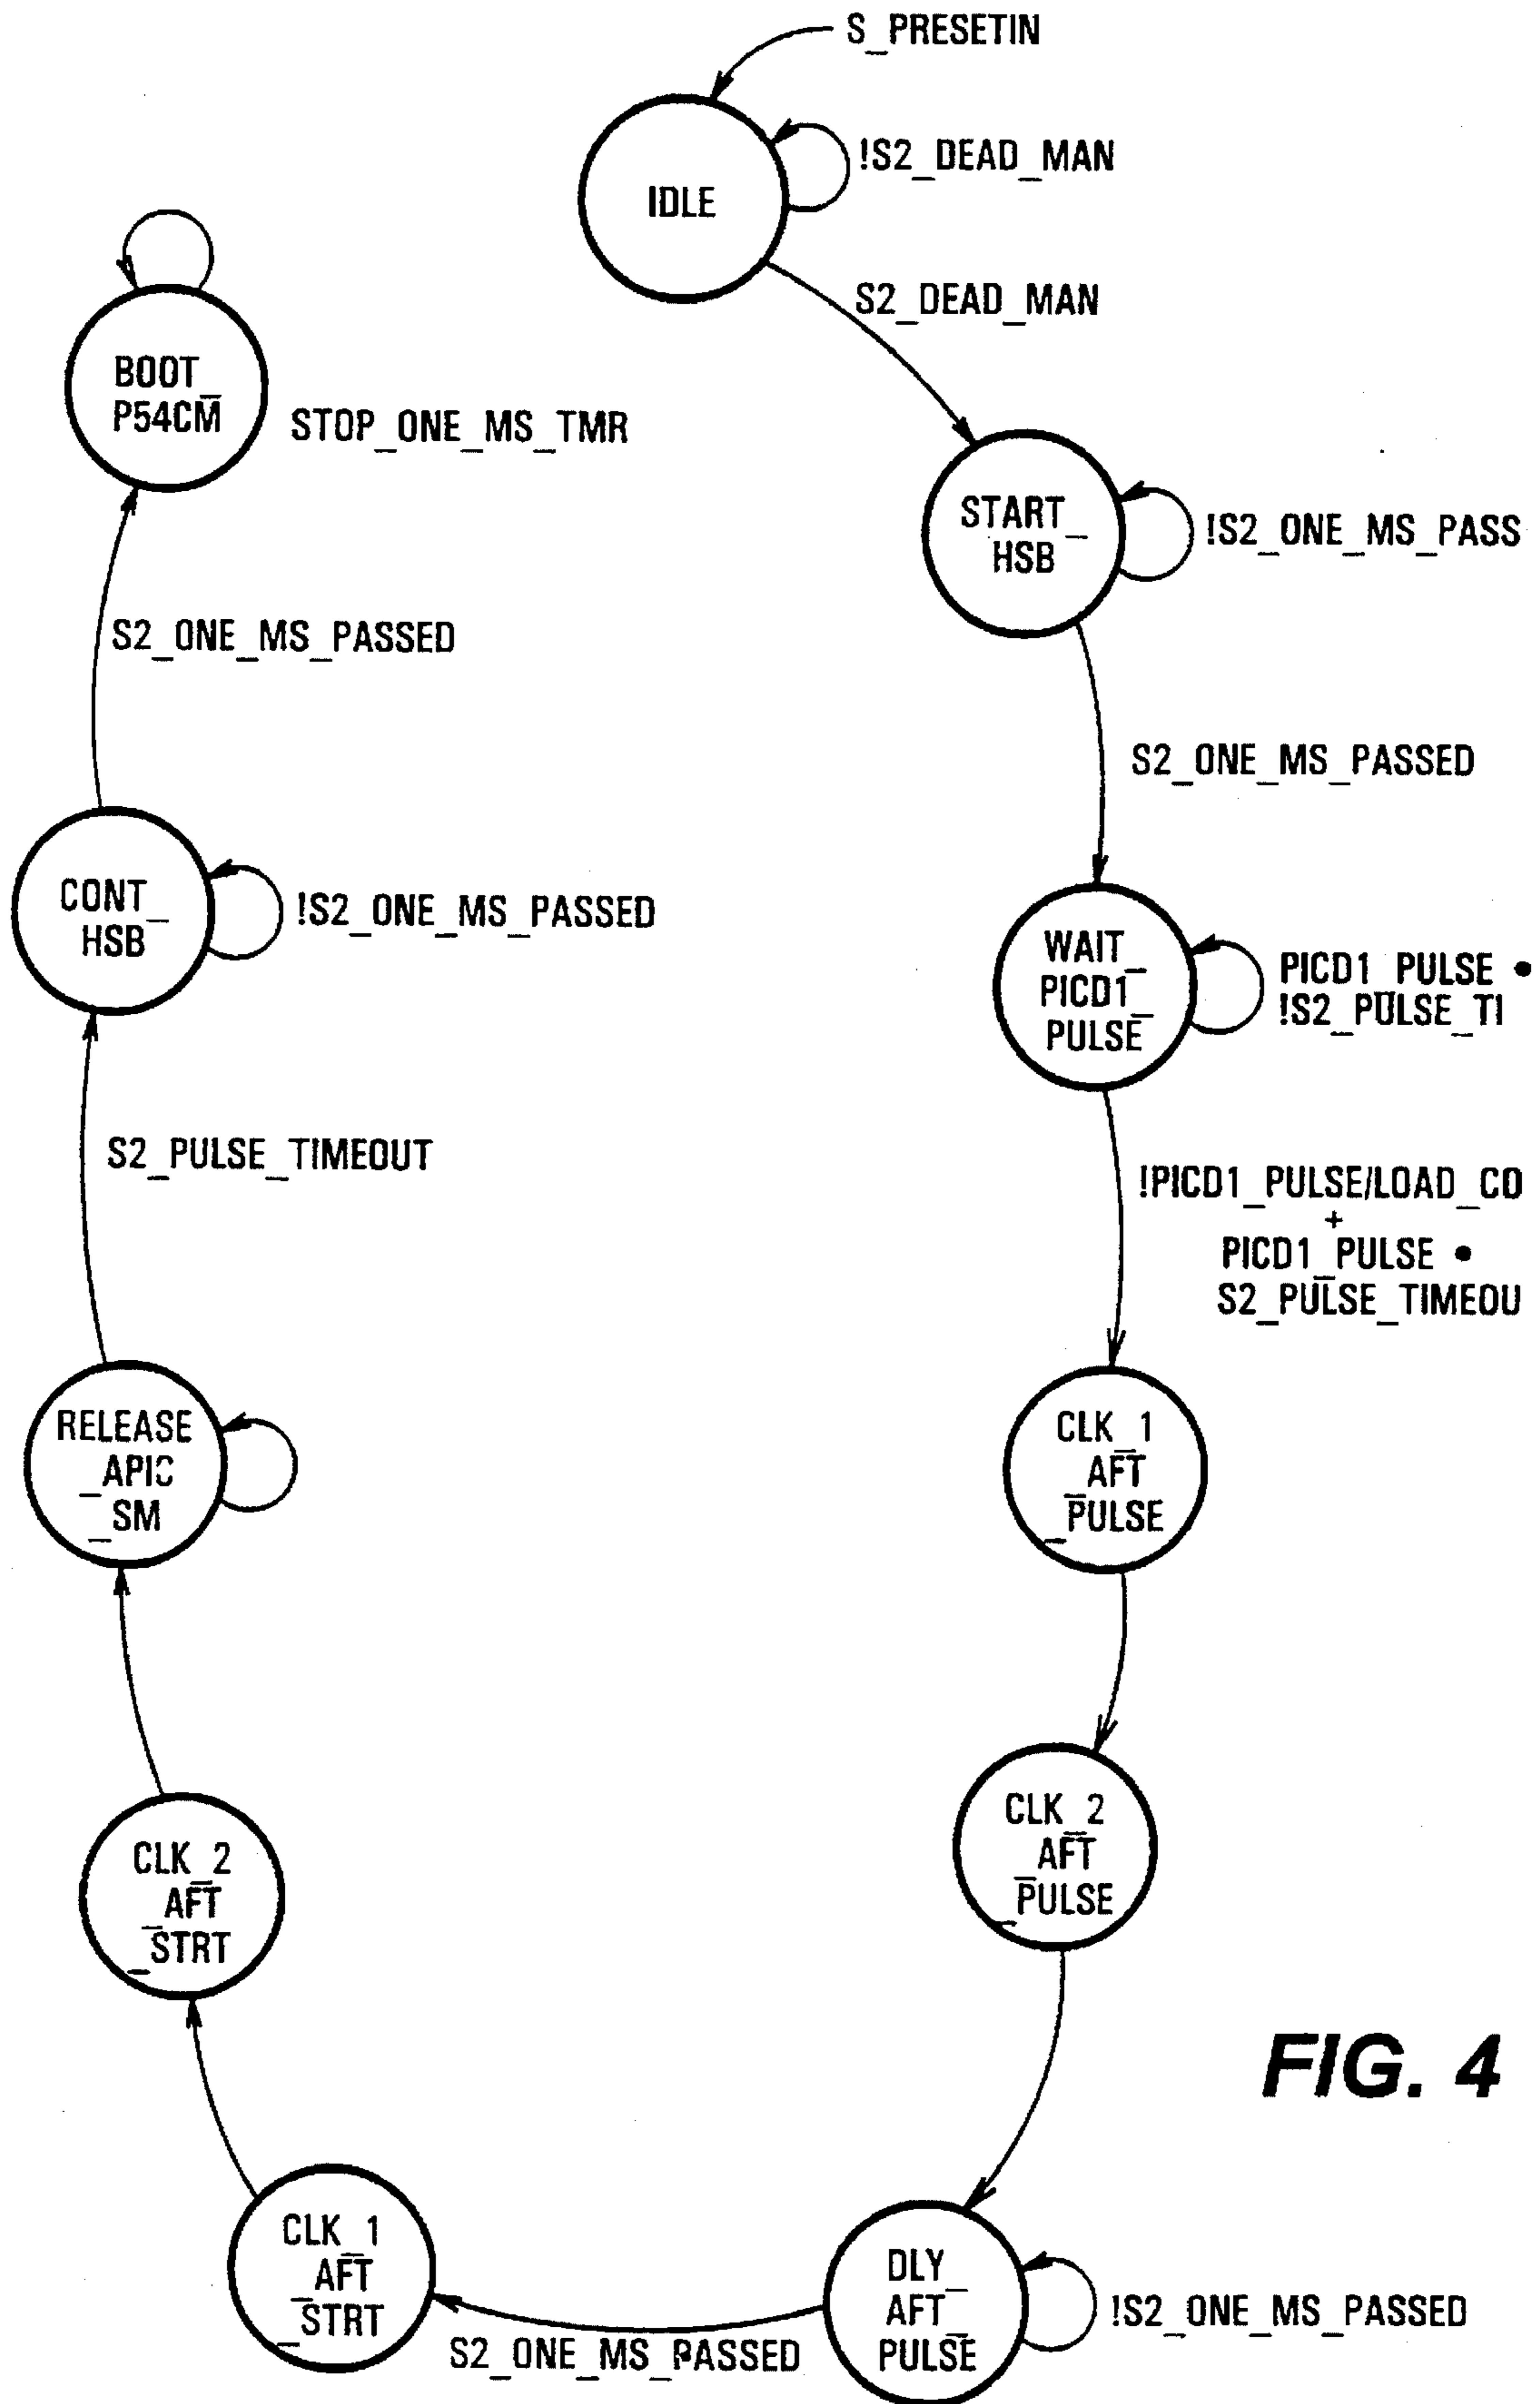 S_PRESETIN
!S2_DEAD_MAN
IDLE
S2_DEAD_MAN
BOOT_
P54CM
STOP_ONE_MS_TMR
START_
HSB
!S2_ONE_MS_PASS
S2_ONE_MS_PASSED
S2_ONE_MS_PASSED
CONT_
HSB
!S2_ONE_MS_PASSED
WAIT_
PICD1_
PULSE
PICD1_PULSE •
!S2_PULSE_TI
S2_PULSE_TIMEOUT
!PICD1_PULSE/LOAD_CO
+
PICD1_PULSE •
S2_PULSE_TIMEOU
RELEASE
_APIC
_SM
CLK_1
_AFT
_PULSE
CLK_2
_AFT
_PULSE
CLK_2
_AFT
_STRT
FIG. 4
CLK_1
_AFT
_STRT
DLY_
AFT_
PULSE
!S2_ONE_MS_PASSED
S2_ONE_MS_PASSED